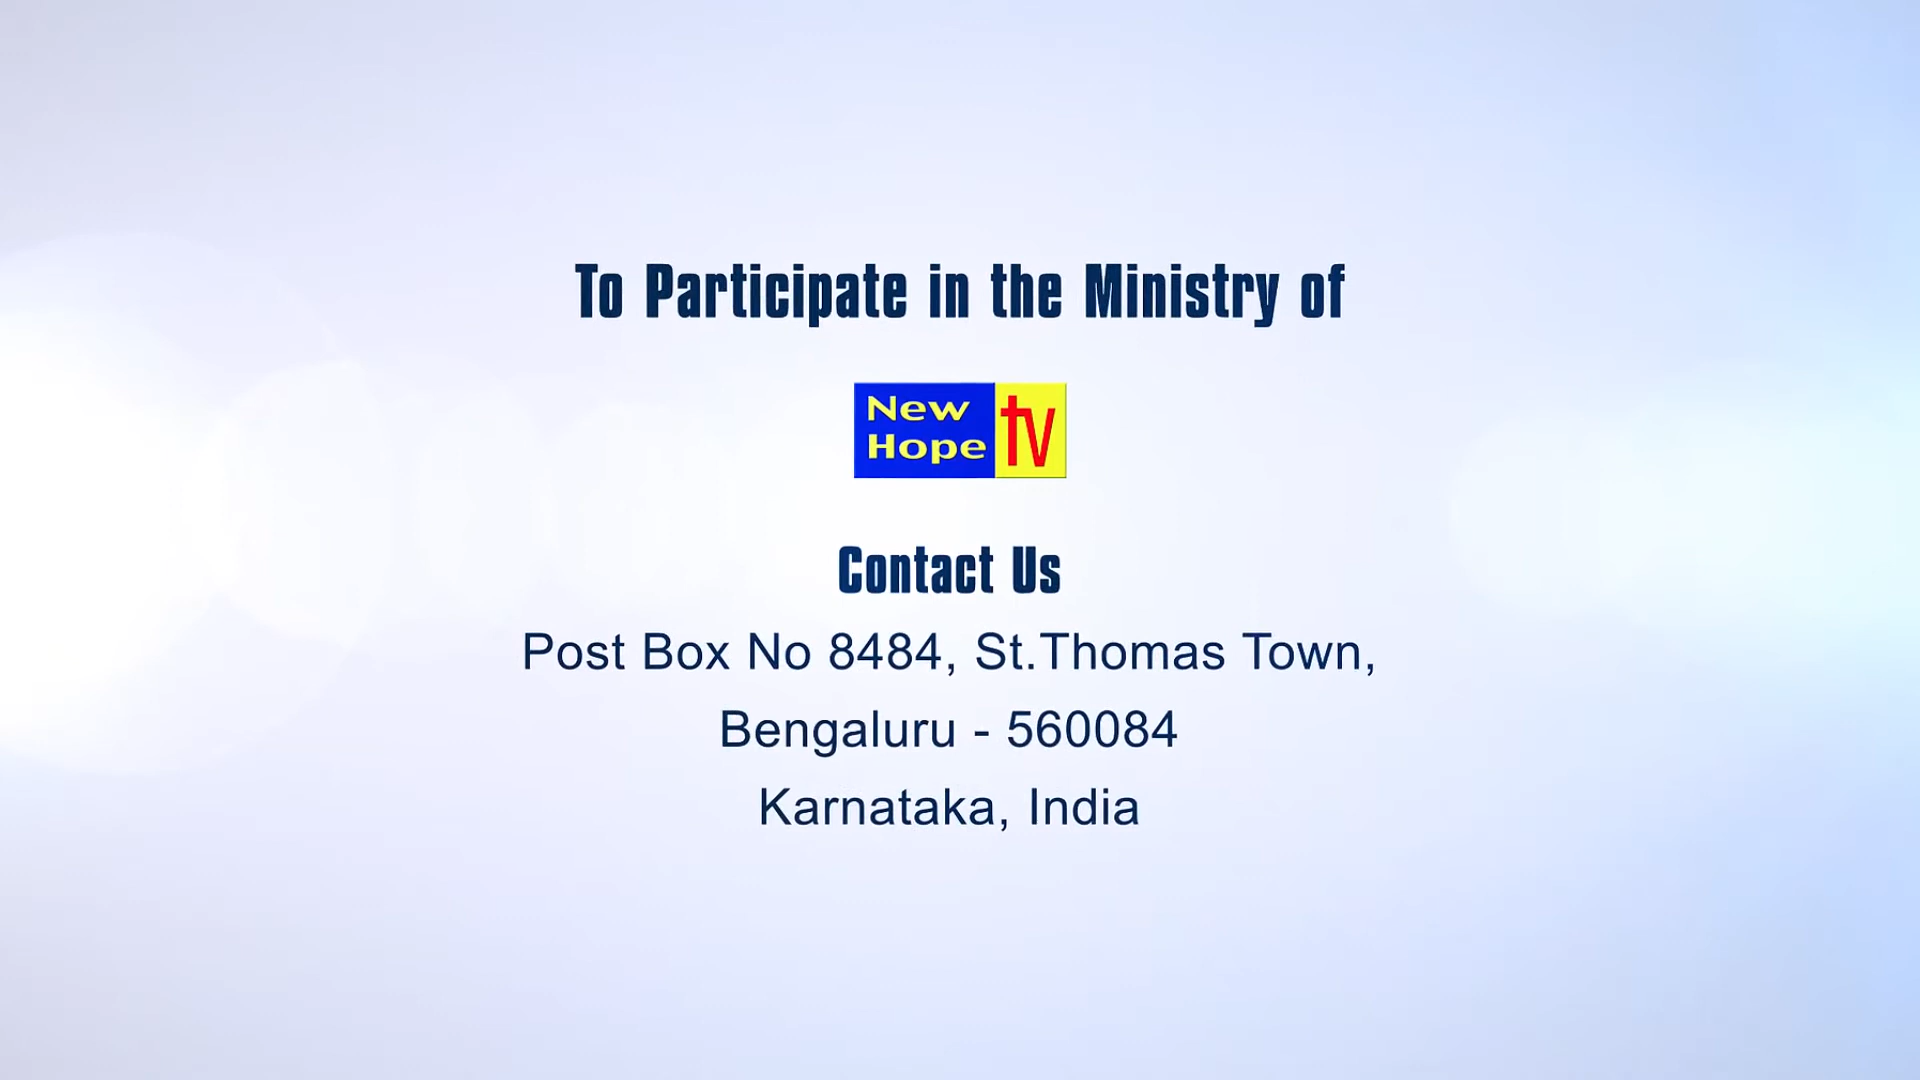 To Participate in the Ministry of
New
Hope
tv
Contact Us
Post Box No 8484, St.Thomas Town,
Bengaluru - 560084
Karnataka, India